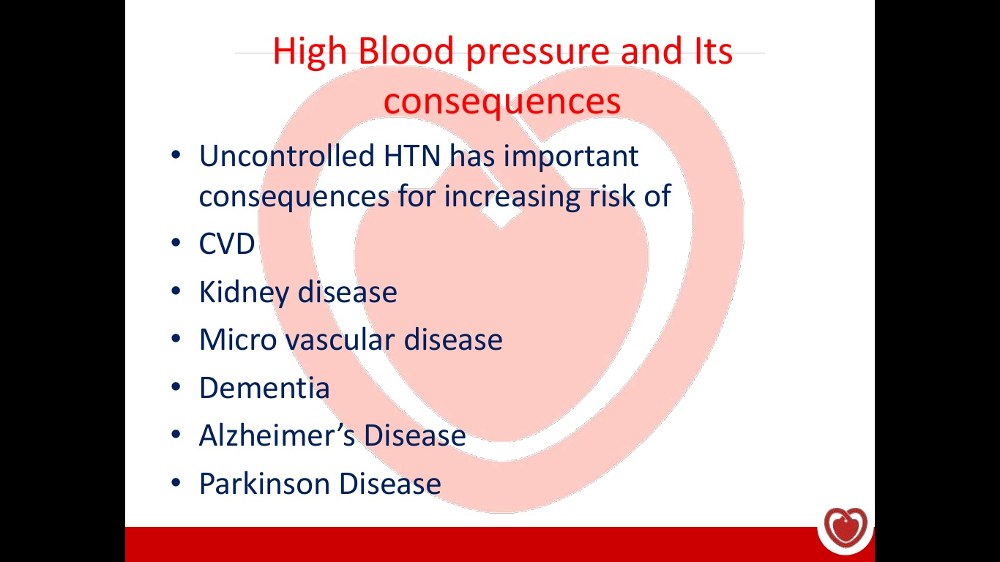 High Blood pressure and Its
consequences
• Uncontrolled HTN has important
consequences for increasing risk of
• CVD
• Kidney disease
• Micro vascular disease
• Dementia
• Alzheimer’s Disease
• Parkinson Disease